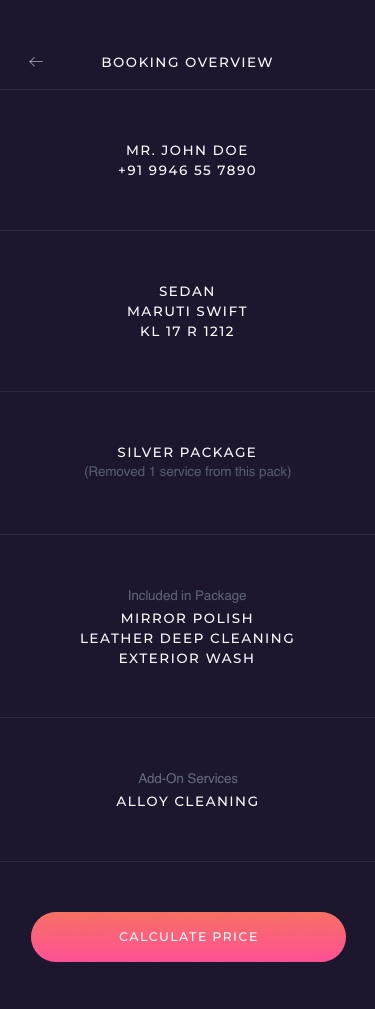 BOOKING OVERVIEW
MR. JOHN DOE
+91 9946 55 7890
SEDAN
MARUTI SWIFT
KL 17 R 1212
SILVER PACKAGE
(Removed 1 service from this pack)
Included in Package
MIRROR POLISH
LEATHER DEEP CLEANING
EXTERIOR WASH
Add-On Services
ALLOY CLEANING
CALCULATE PRICE